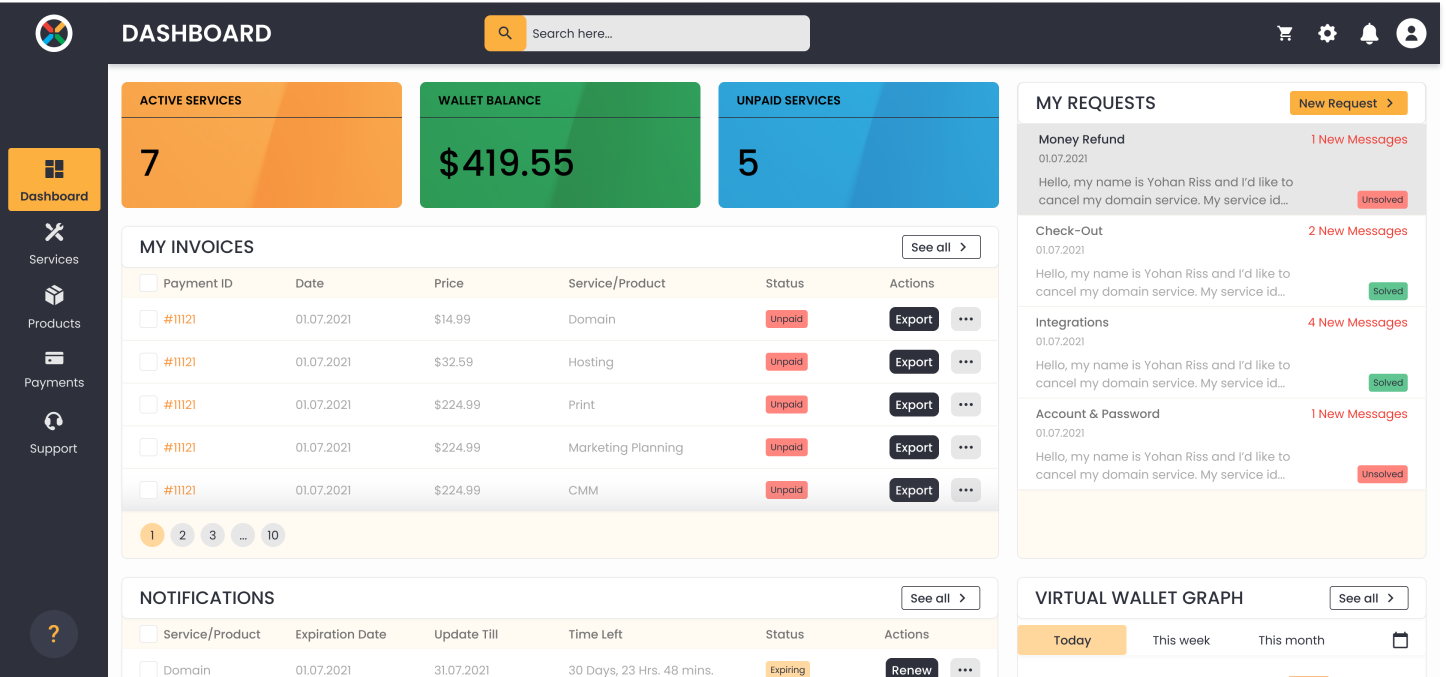 DASHBOARD
Search here...
ACTIVE SERVICES
7
WALLET BALANCE
$419.55
UNPAID SERVICES
5
Dashboard
Services
Products
Payments
Support
?
MY INVOICES
See all
Payment ID Date Price Service/Product Status Actions
#11121 01.07.2021 $14.99 Domain Unpaid Export ...
#11121 01.07.2021 $32.59 Hosting Unpaid Export ...
#11121 01.07.2021 $224.99 Print Unpaid Export ...
#11121 01.07.2021 $224.99 Marketing Planning Unpaid Export ...
#11121 01.07.2021 $224.99 CMM Unpaid Export ...
1 2 3 ... 10
MY REQUESTS
New Request
Money Refund 1 New Messages
01.07.2021
Hello, my name is Yohan Riss and I’d like to
cancel my domain service. My service id... Unsolved
Check-Out 2 New Messages
01.07.2021
Hello, my name is Yohan Riss and I’d like to
cancel my domain service. My service id... Solved
Integrations 4 New Messages
01.07.2021
Hello, my name is Yohan Riss and I’d like to
cancel my domain service. My service id... Solved
Account & Password 1 New Messages
01.07.2021
Hello, my name is Yohan Riss and I’d like to
cancel my domain service. My service id... Unsolved
NOTIFICATIONS
See all
Service/Product Expiration Date Update Till Time Left Status Actions
Domain 01.07.2021 31.07.2021 30 Days, 23 Hrs. 48 mins. Expiring Renew ...
VIRTUAL WALLET GRAPH
See all
Today This week This month